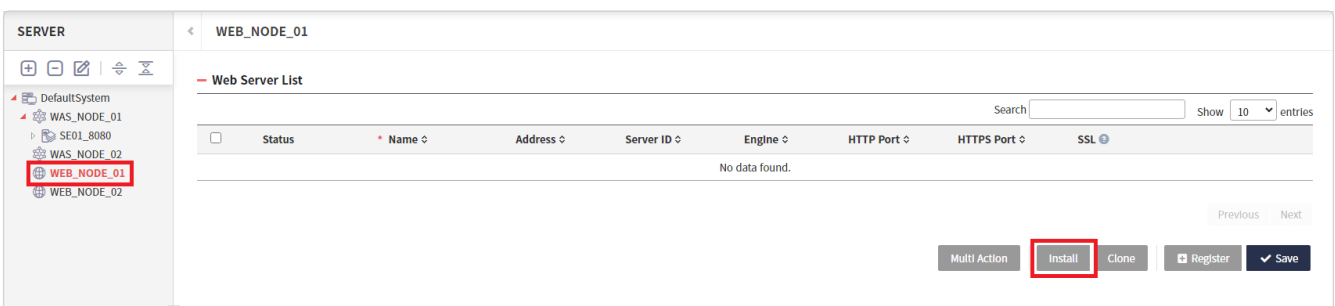 SERVER
WEB_NODE_01
DefaultSystem
WAS_NODE_01
SE01_8080
WAS_NODE_02
WEB_NODE_01
WEB_NODE_02
Web Server List
Search Show 10 entries
Status * Name Address Server ID Engine HTTP Port HTTPS Port SSL
No data found.
Previous Next
Multi Action Install Clone Register Save